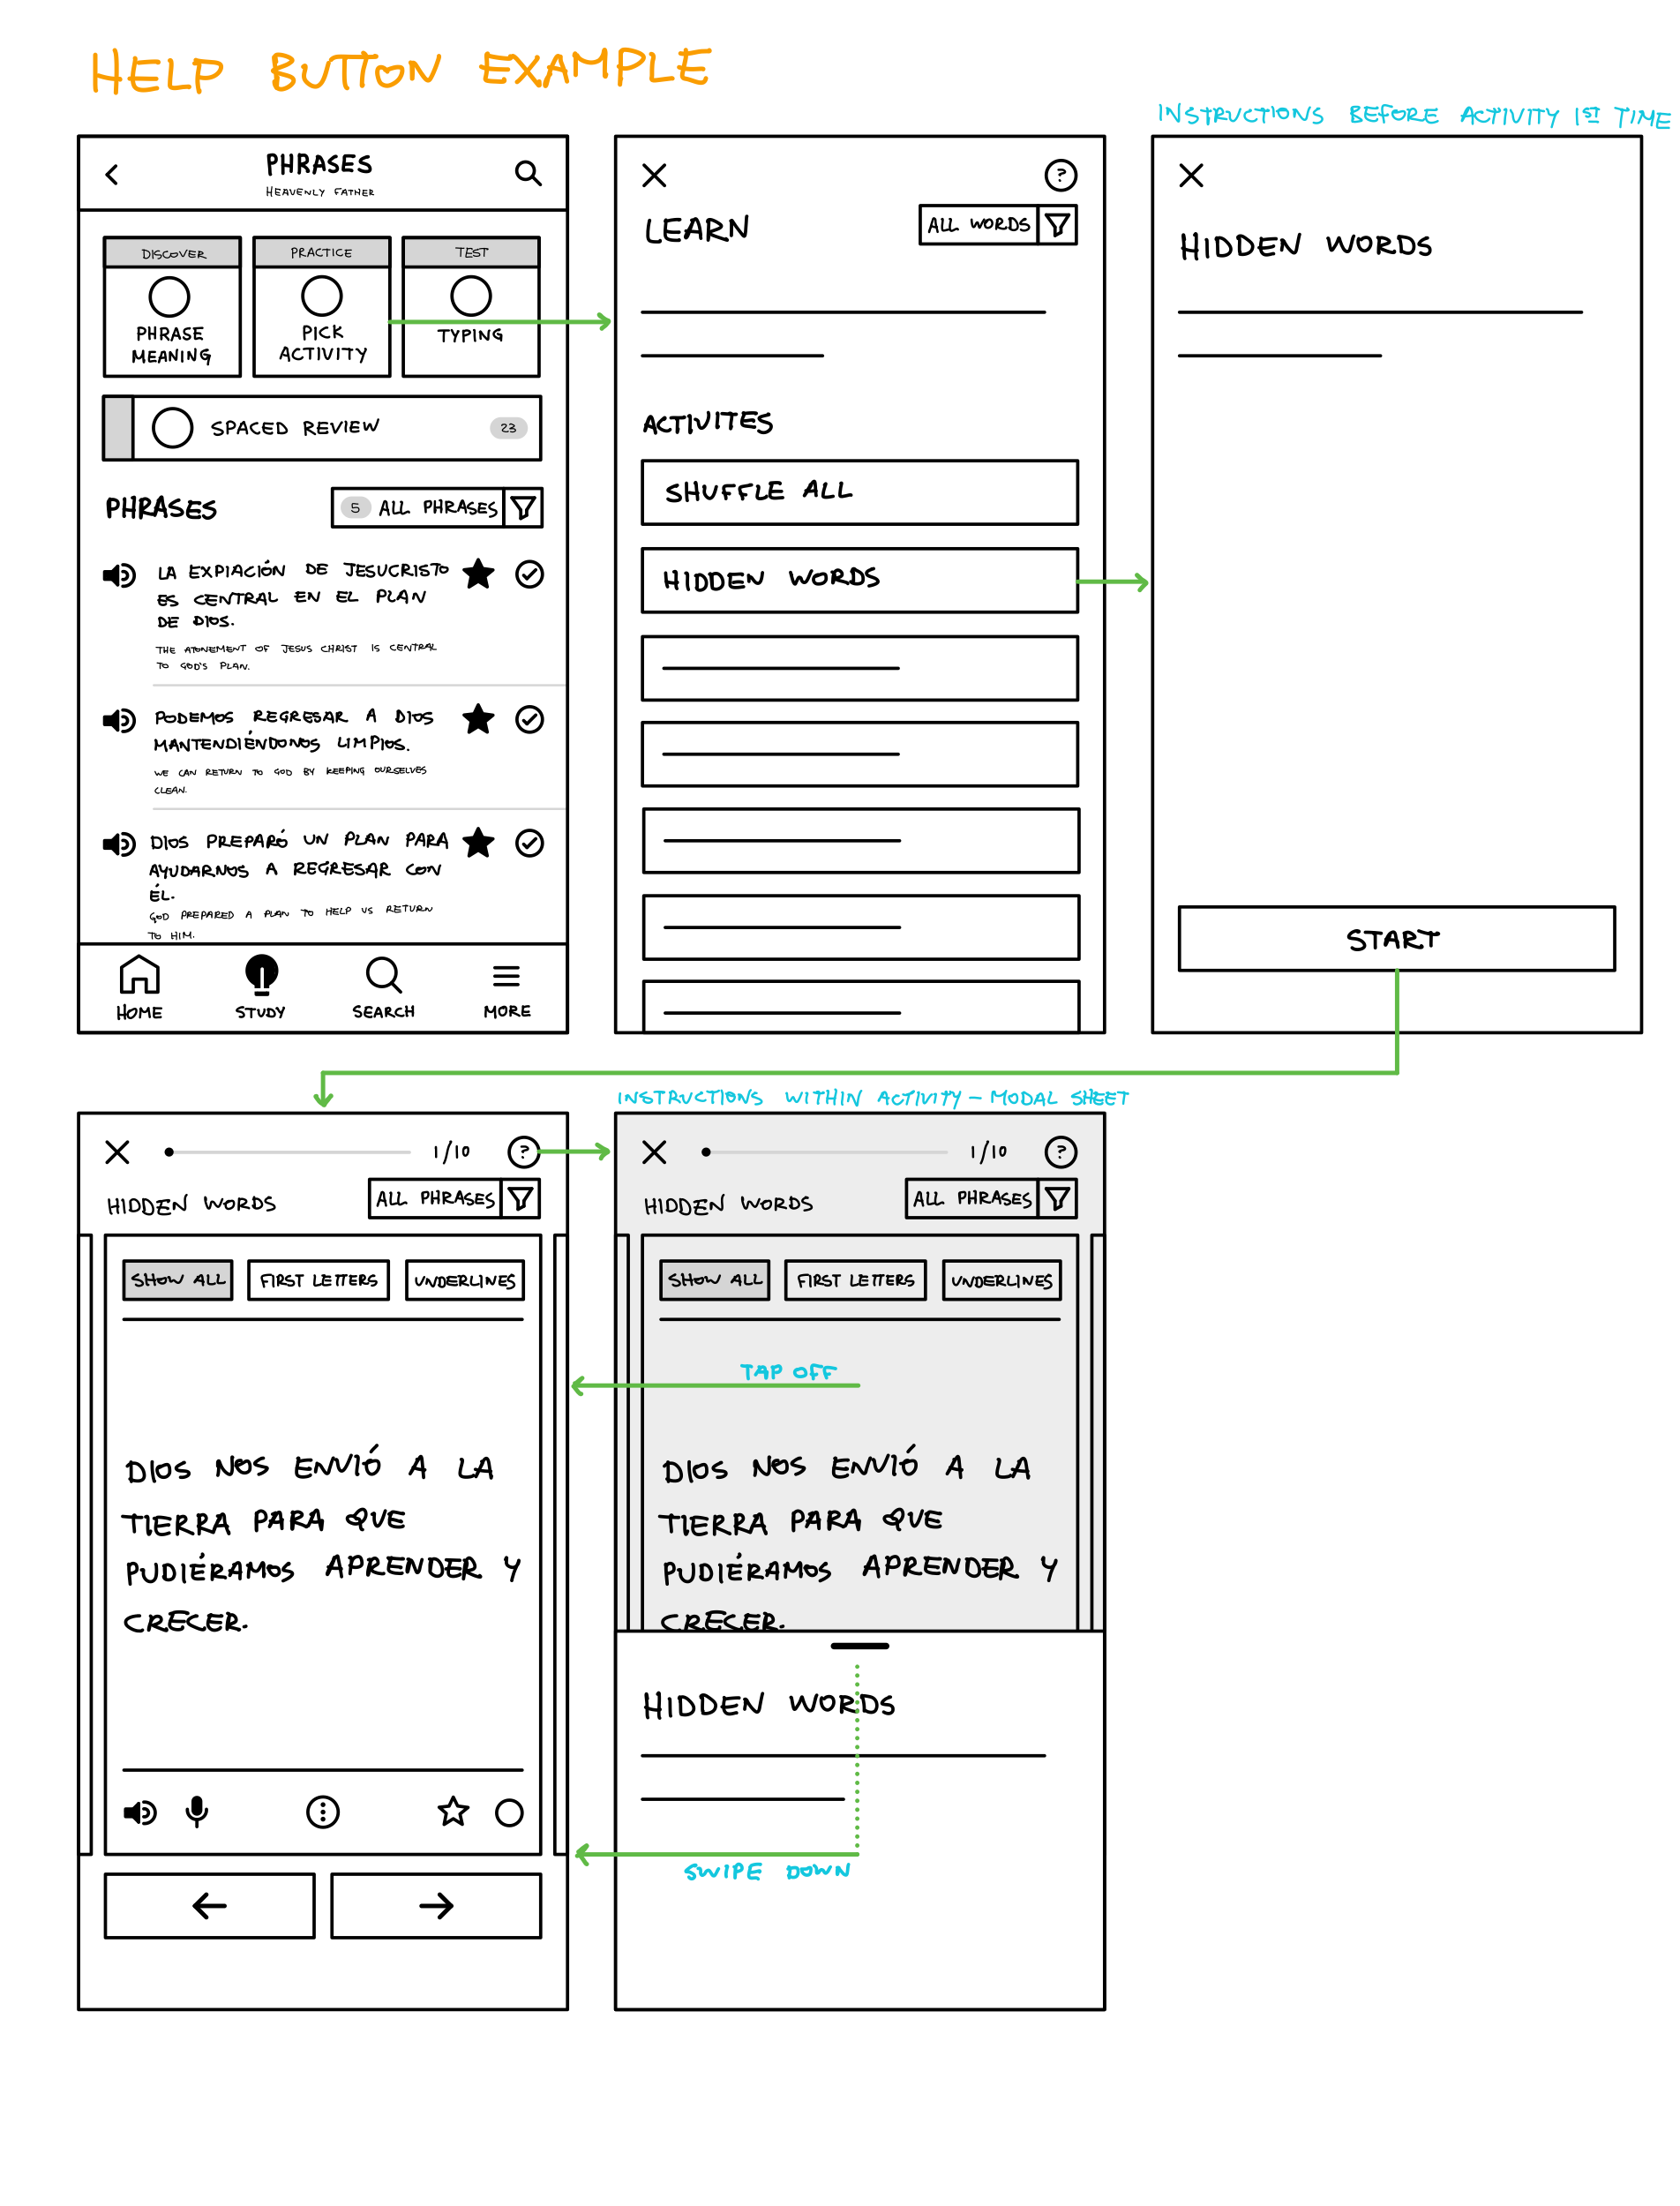 HELP BUTTON EXAMPLE
INSTRUCTIONS BEFORE ACTIVITY 1ST TIME
PHRASES
HEAVENLY FATHER
DISCOVER
PHRASE
MEANING
PRACTICE
PICK
ACTIVITY
TEST
TYPING
SPACED REVIEW 23
PHRASES
5 ALL PHRASES
LA EXPIACIÓN DE JESUCRISTO
ES CENTRAL EN EL PLAN
DE DIOS.
THE ATONEMENT OF JESUS CHRIST IS CENTRAL
TO GOD'S PLAN.
PODEMOS REGRESAR A DIOS
MANTENDIÉNDONOS LIMPIOS.
WE CAN RETURN TO GOD BY KEEPING OURSELVES
CLEAN.
DIOS PREPARÓ UN PLAN PARA
AYUDARNOS A REGRESAR CON
ÉL.
GOD PREPARED A PLAN TO HELP US RETURN
TO HIM.
HOME STUDY SEARCH MORE
?
LEARN
ALL WORDS
ACTIVITES
SHUFFLE ALL
HIDDEN WORDS
HIDDEN WORDS
START
1/10 ?
HIDDEN WORDS
ALL PHRASES
SHOW ALL FIRST LETTERS UNDERLINES
DIOS NOS ENVIÓ A LA
TIERRA PARA QUE
PUDIÉRAMOS APRENDER Y
CRECER.
INSTRUCTIONS WITHIN ACTIVITY - MODAL SHEET
1/10 ?
HIDDEN WORDS
ALL PHRASES
SHOW ALL FIRST LETTERS UNDERLINES
TAP OFF
DIOS NOS ENVIÓ A LA
TIERRA PARA QUE
PUDIÉRAMOS APRENDER Y
CRECER.
HIDDEN WORDS
SWIPE DOWN